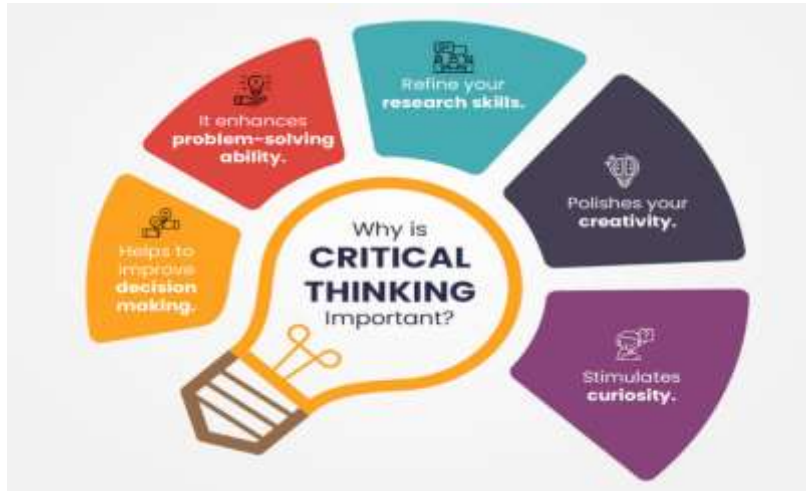 Why is
CRITICAL
THINKING
Important?
Helps to
improve
decision
making.
It enhances
problem-solving
ability.
Refine your
research skills.
Polishes your
creativity.
Stimulates
curiosity.